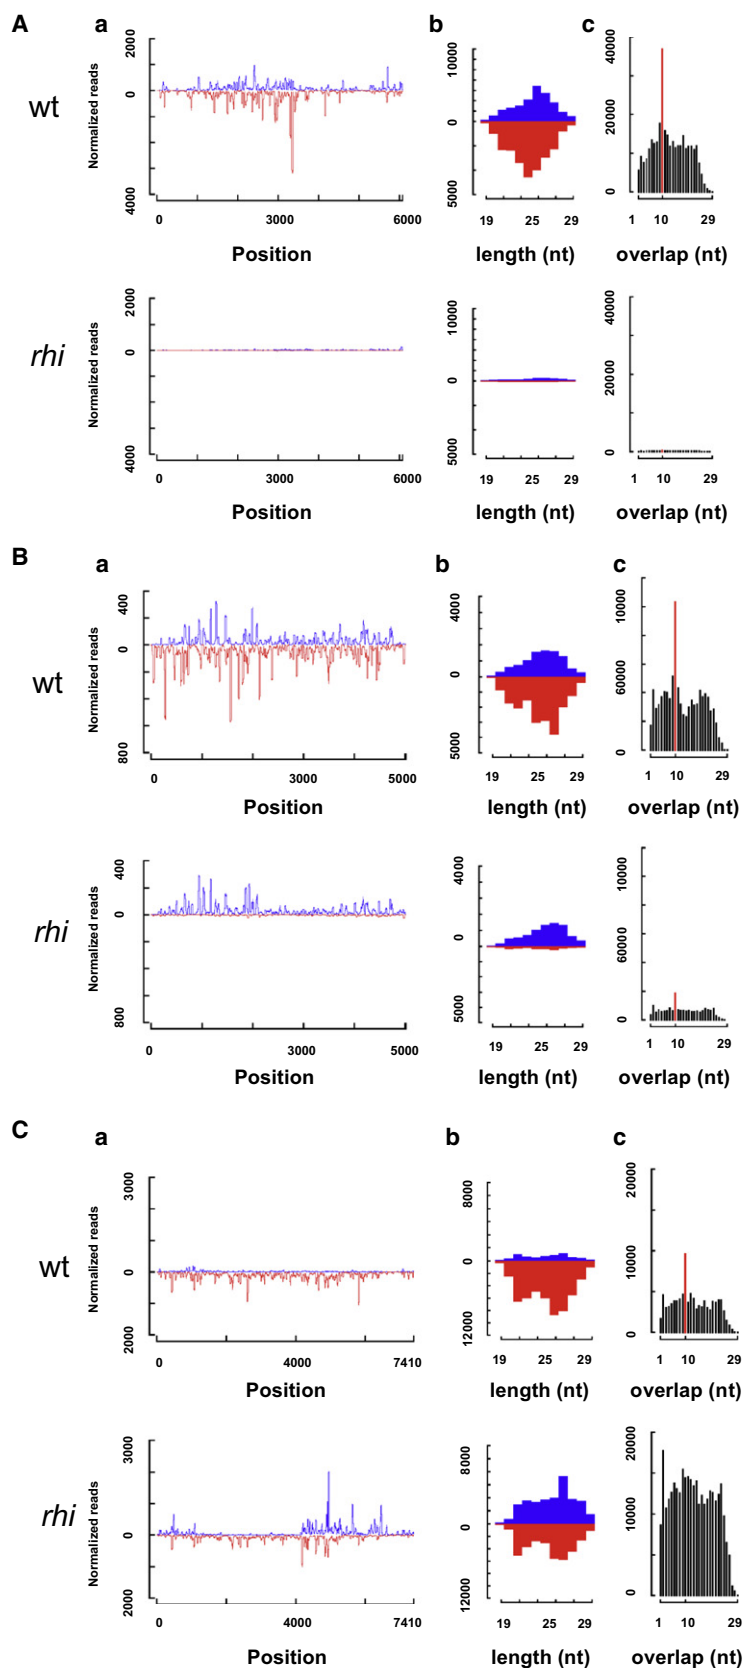 A
a
b
c
wt
Normalized reads
2000
0
4000
0
3000
6000
Position
10000
0
5000
19
25
29
length (nt)
40000
20000
0
1
10
29
overlap (nt)
rhi
Normalized reads
2000
0
4000
0
3000
6000
Position
10000
0
5000
19
25
29
length (nt)
40000
20000
0
1
10
29
overlap (nt)
B
a
b
c
wt
Normalized reads
400
0
800
0
3000
5000
Position
4000
0
5000
19
25
29
length (nt)
10000
60000
0
1
10
29
overlap (nt)
rhi
Normalized reads
400
0
800
0
3000
5000
Position
4000
0
5000
19
25
29
length (nt)
10000
60000
0
1
10
29
overlap (nt)
C
a
b
c
wt
Normalized reads
3000
0
2000
0
4000
7410
Position
8000
0
12000
19
25
29
length (nt)
20000
10000
0
1
10
29
overlap (nt)
rhi
Normalized reads
3000
0
2000
0
4000
7410
Position
8000
0
12000
19
25
29
length (nt)
20000
10000
0
1
10
29
overlap (nt)